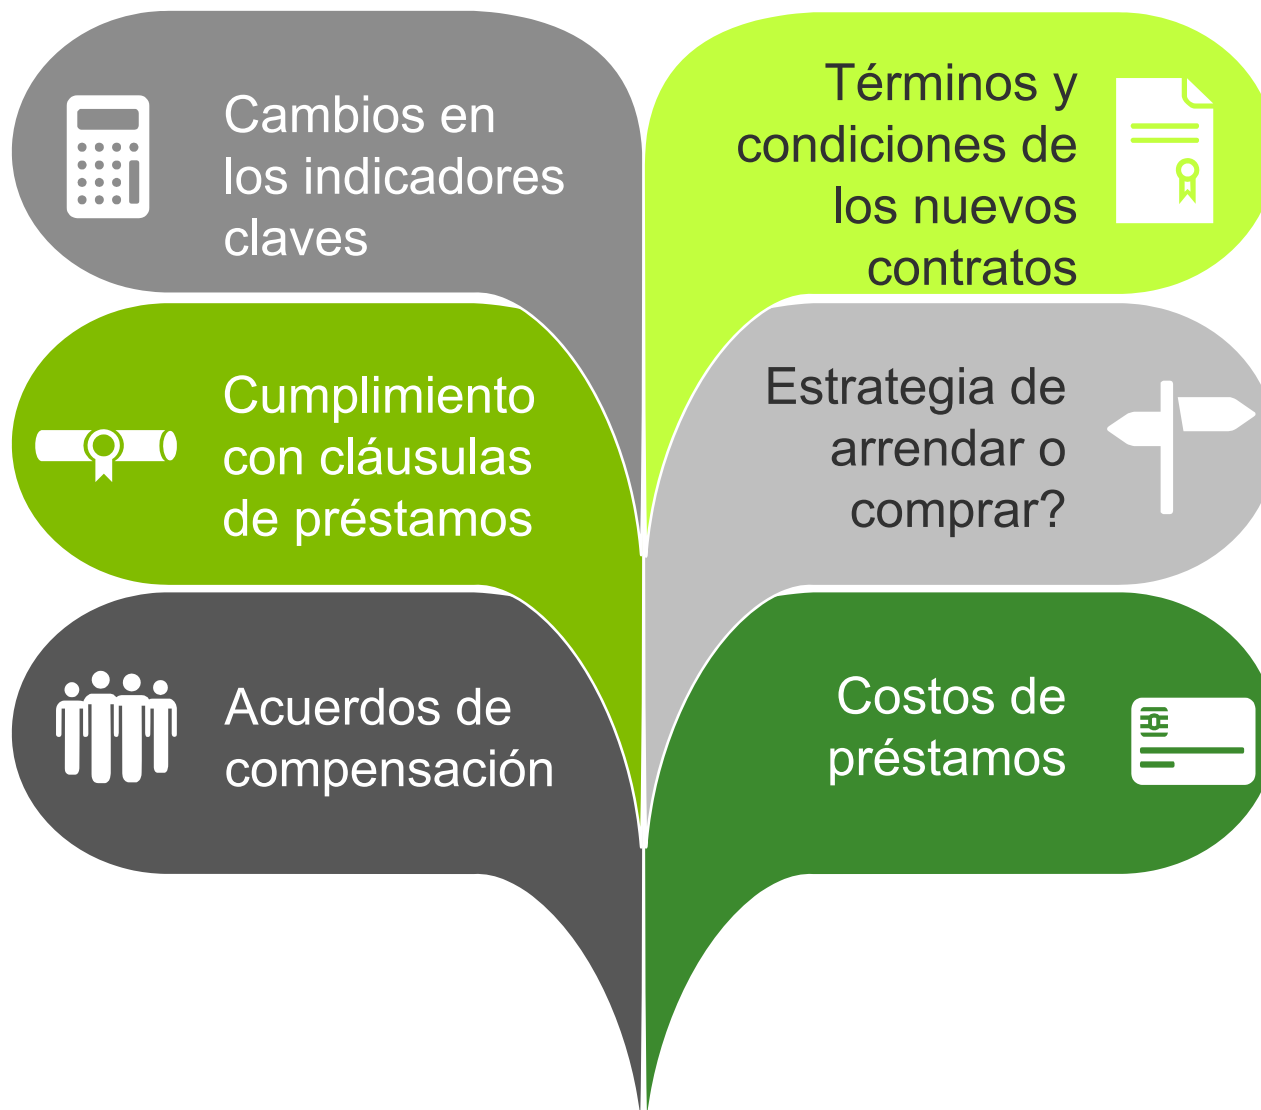 Cambios en
los indicadores
claves
Términos y
condiciones de
los nuevos
contratos
Cumplimiento
con cláusulas
de préstamos
Estrategia de
arrendar o
comprar?
Acuerdos de
compensación
Costos de
préstamos